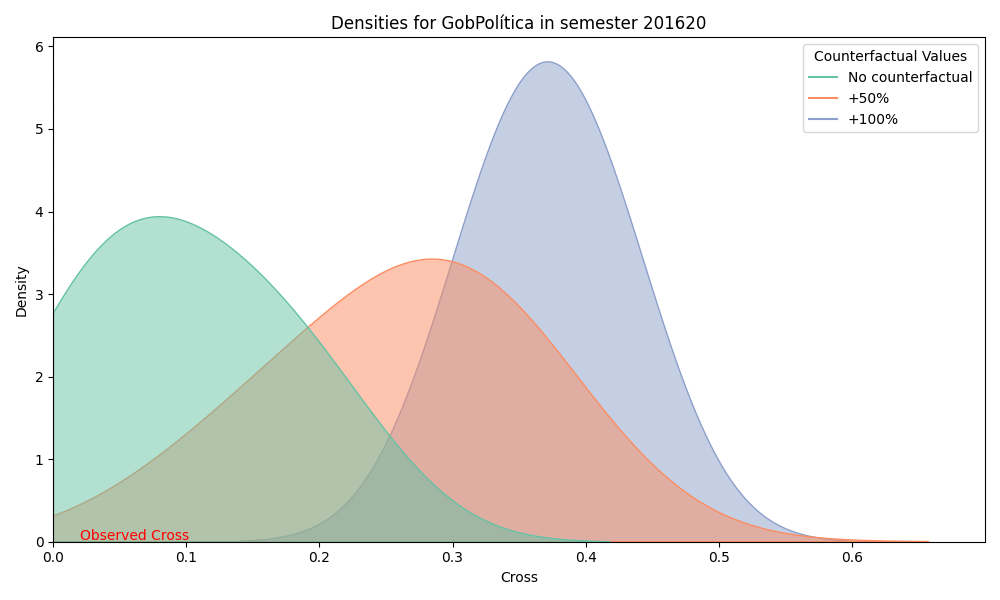 Densities for GobPolítica in semester 201620
Counterfactual Values
No counterfactual
+50%
+100%
Density
6
5
4
3
2
1
0
Observed Cross
0.0 0.1 0.2 0.3 0.4 0.5 0.6
Cross